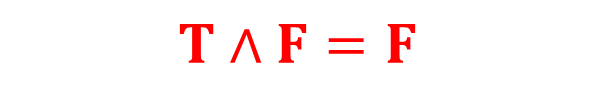 T ∧ F = F